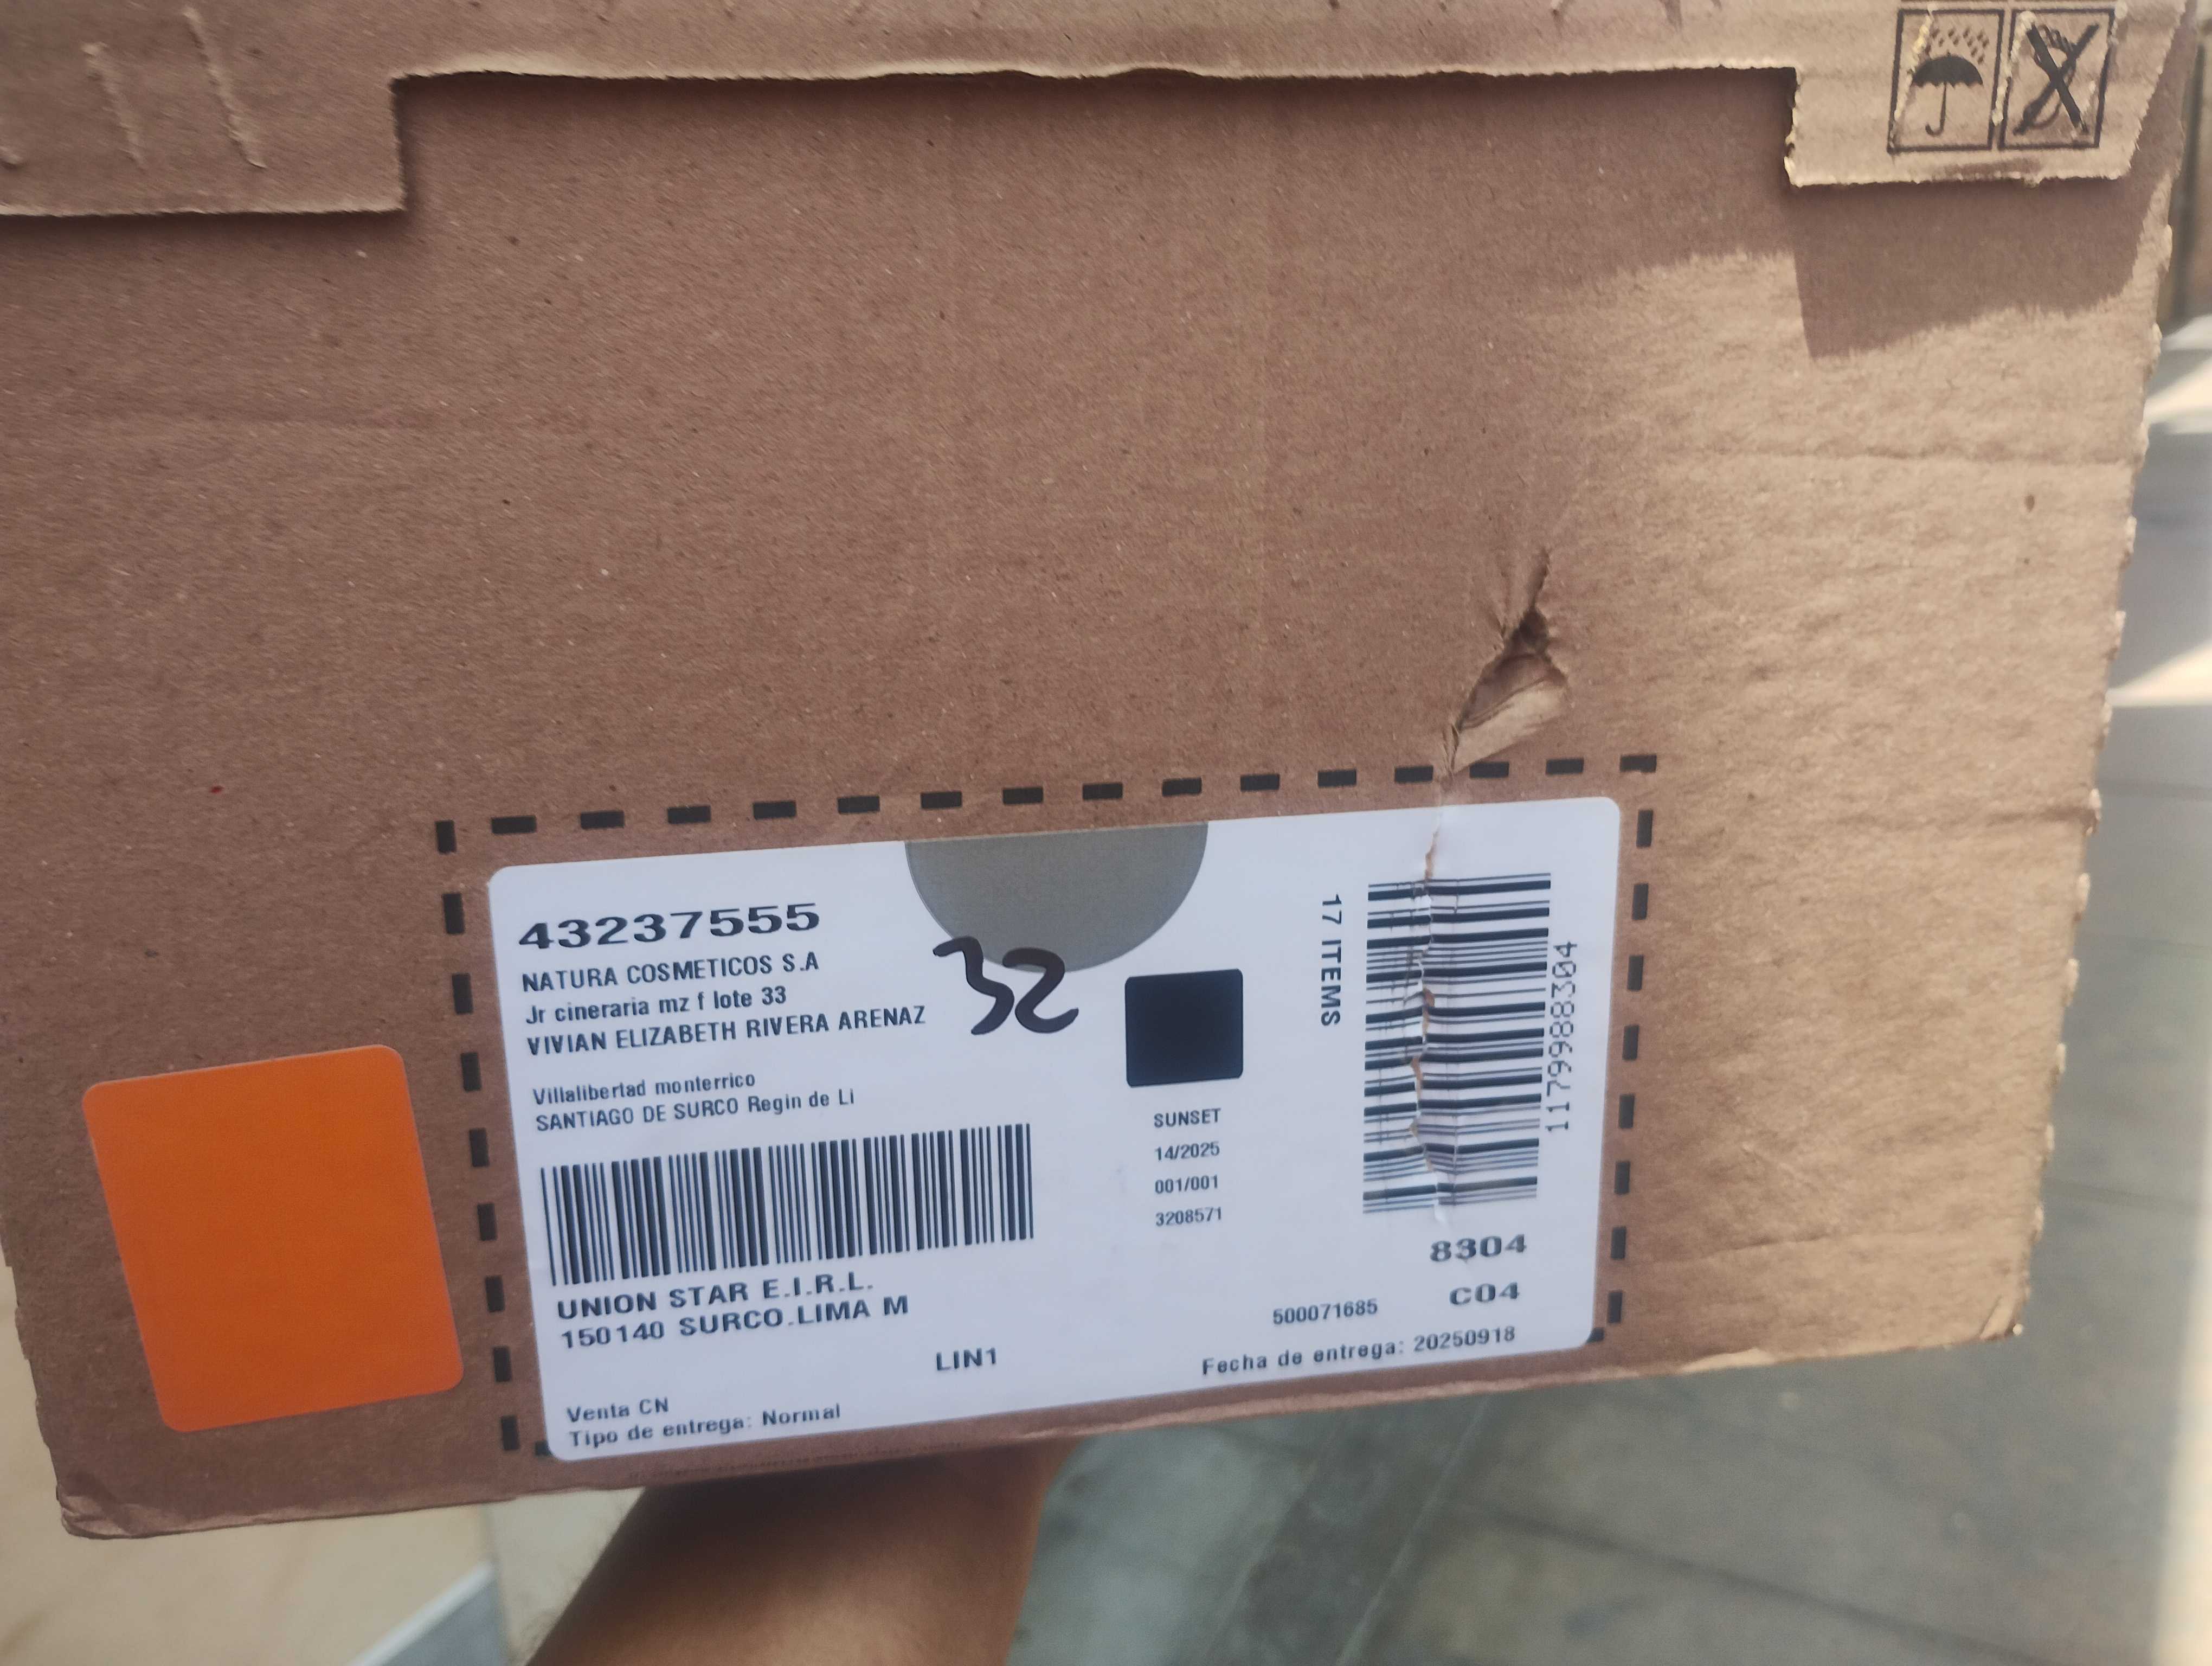 43237555
NATURA COSMETICOS S.A
Jr cineraria mz f lote 33
VIVIAN ELIZABETH RIVERA ARENAZ
Villalibertad monterrico
SANTIAGO DE SURCO Regin de Li
UNION STAR E.I.R.L.
150140 SURCO.LIMA M
LIN1
Venta CN
Tipo de entrega: Normal
32
SUNSET
14/2025
001/001
3208571
17 ITEMS
11799888304
8304
C04
500071685
Fecha de entrega: 20250918